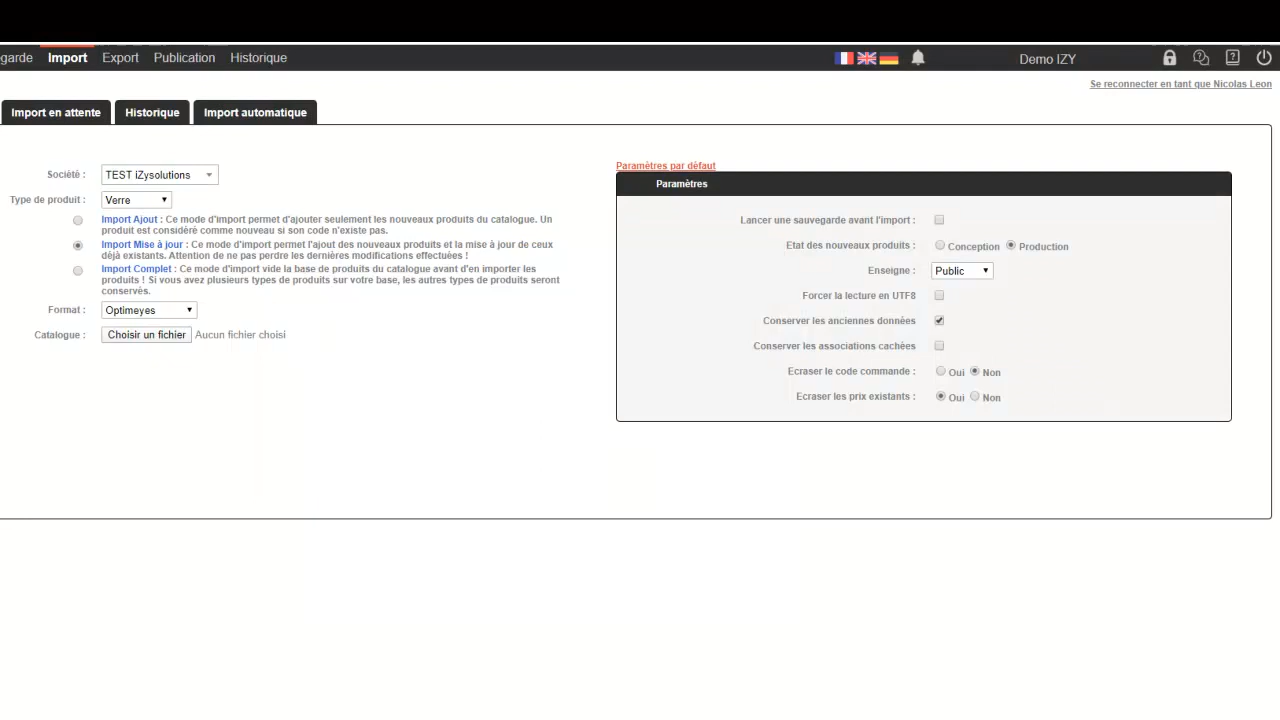 garde Import Export Publication Historique Demo IZY
Se reconnecter en tant que Nicolas Leon
Import en attente Historique Import automatique
Société : TEST iZysolutions
Type de produit : Verre
Import Ajout : Ce mode d'import permet d'ajouter seulement les nouveaux produits du catalogue. Un
produit est considéré comme nouveau si son code n'existe pas.
Import Mise à jour : Ce mode d'import permet l'ajout des nouveaux produits et la mise à jour de ceux
déjà existants. Attention de ne pas perdre les dernières modifications effectuées !
Import Complet : Ce mode d'import vide la base de produits du catalogue avant d'en importer les
produits ! Si vous avez plusieurs types de produits sur votre base, les autres types de produits seront
conservés.
Format : Optimeyes
Catalogue : Choisir un fichier Aucun fichier choisi
Paramètres par défaut
Paramètres
Lancer une sauvegarde avant l'import :
Etat des nouveaux produits : Conception Production
Enseigne : Public
Forcer la lecture en UTF8
Conserver les anciennes données
Conserver les associations cachées
Ecraser le code commande : Oui Non
Ecraser les prix existants : Oui Non